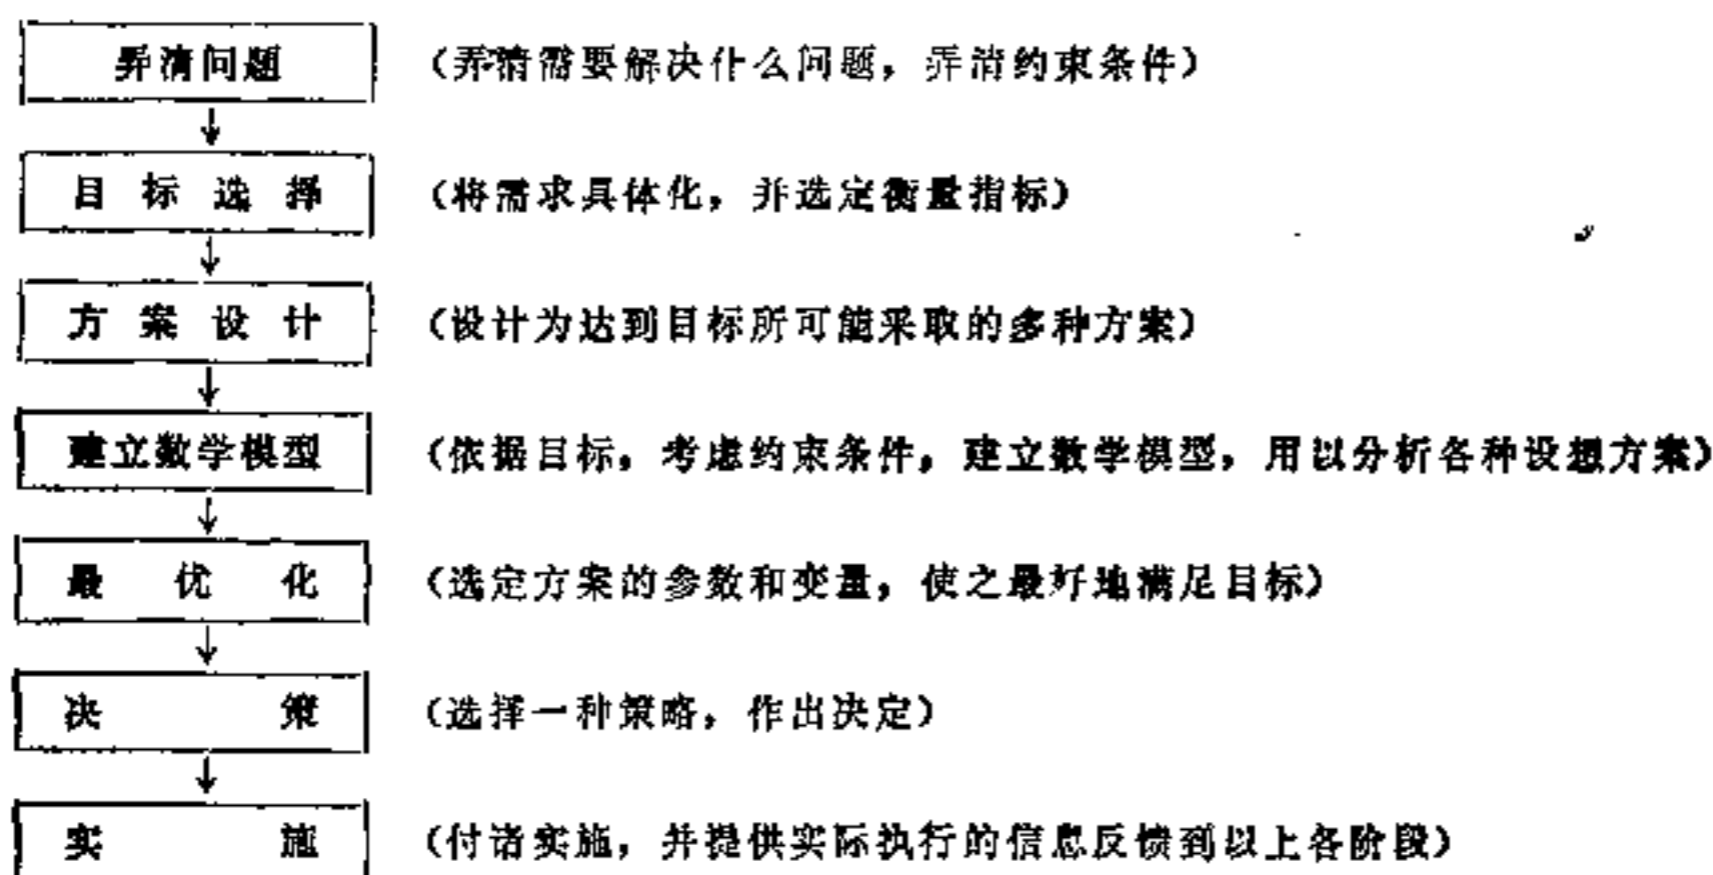 弄清问题 (弄清需要解决什么问题，弄清约束条件)
目标选择 (将需求具体化，并选定衡量指标)
方案设计 (设计为达到目标所可能采取的多种方案)
建立数学模型 (依据目标，考虑约束条件，建立数学模型，用以分析各种设想方案)
最优化 (选定方案的参数和变量，使之最好地满足目标)
决策 (选择一种策略，作出决定)
实施 (付诸实施，并提供实际执行的信息反馈到以上各阶段)